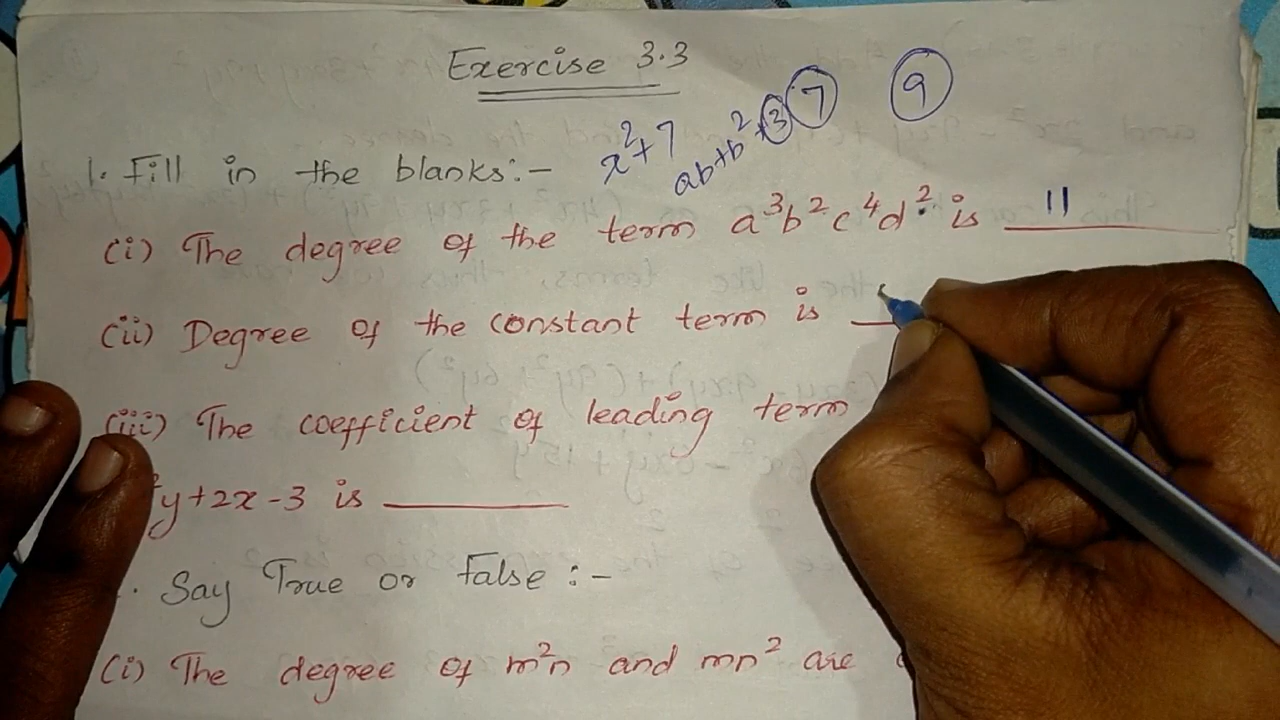 Exercise 3.3
1. Fill in the blanks:- x²+7 ab+b²+3 7 9
(i) The degree of the term a³b²c⁴d² is 11
(ii) Degree of the constant term is
(iii) The coefficient of leading term
y+2x-3 is
. Say True or False :-
(i) The degree of m²n and mn² are